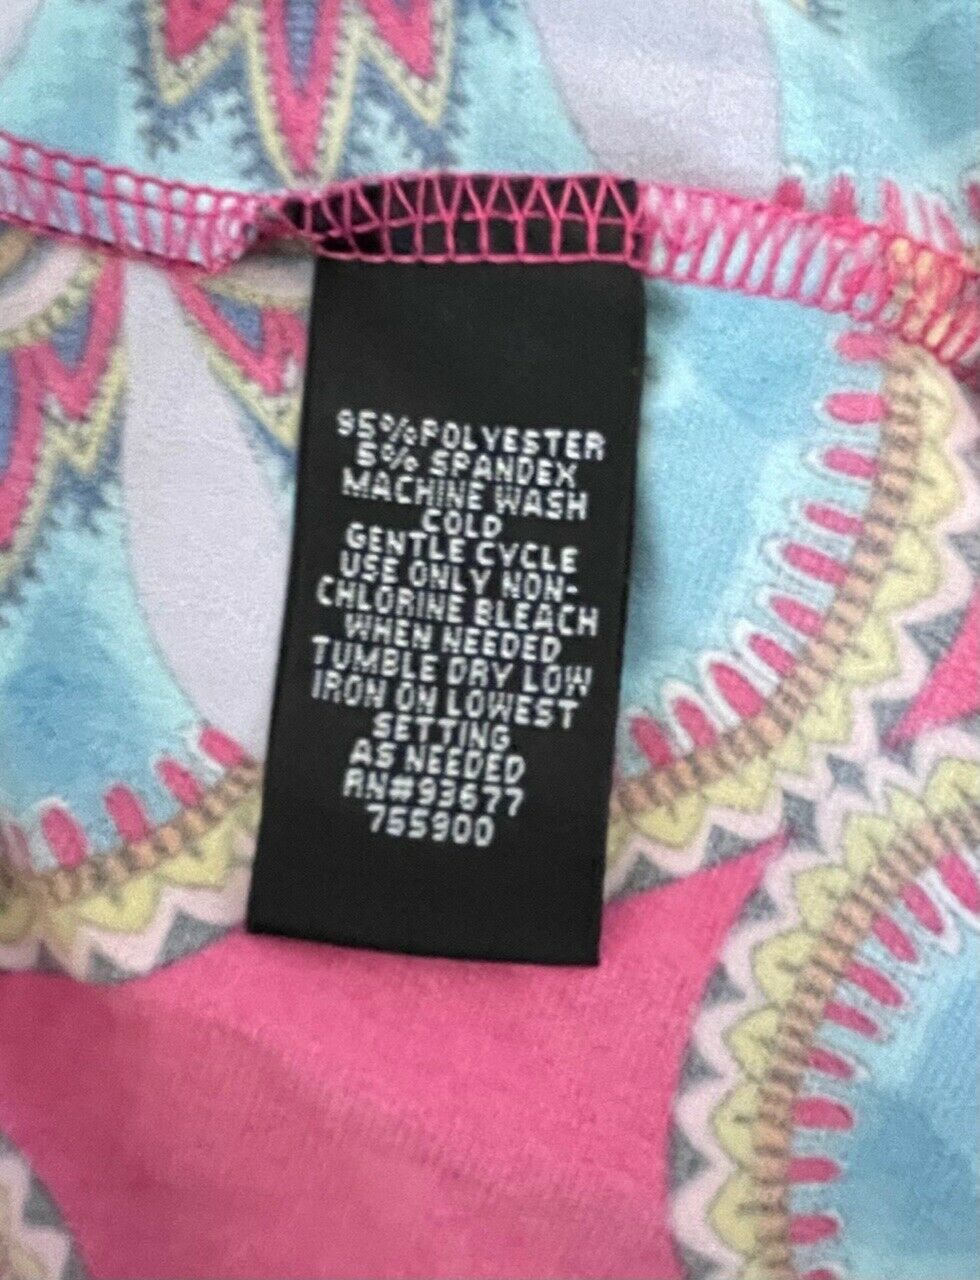 95%POLYESTER
5% SPANDEX
MACHINE WASH
COLD
GENTLE CYCLE
USE ONLY NON-
CHLORINE BLEACH
WHEN NEEDED
TUMBLE DRY LOW
IRON ON LOWEST
SETTING
AS NEEDED
RN#93677
755900